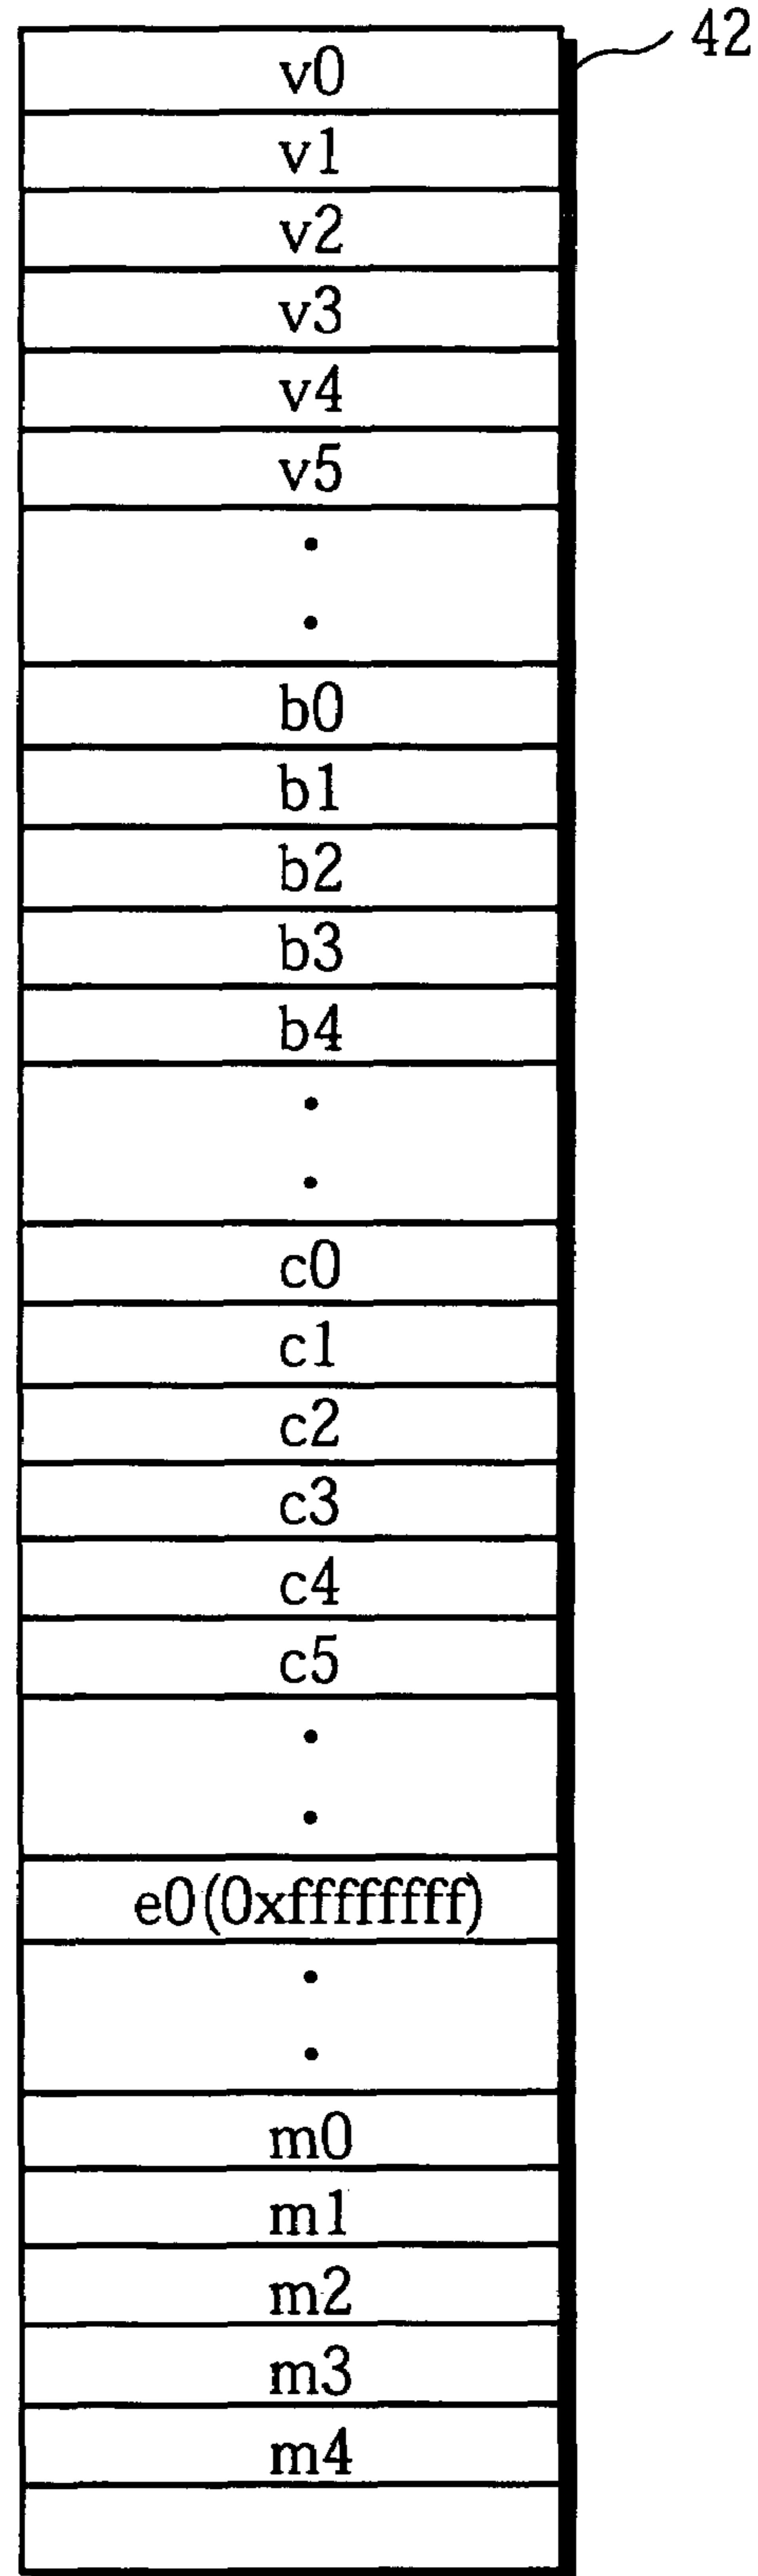 42
v0
v1
v2
v3
v4
v5
.
.
b0
b1
b2
b3
b4
.
.
c0
c1
c2
c3
c4
c5
.
.
e0(0xffffffff)
.
.
m0
m1
m2
m3
m4